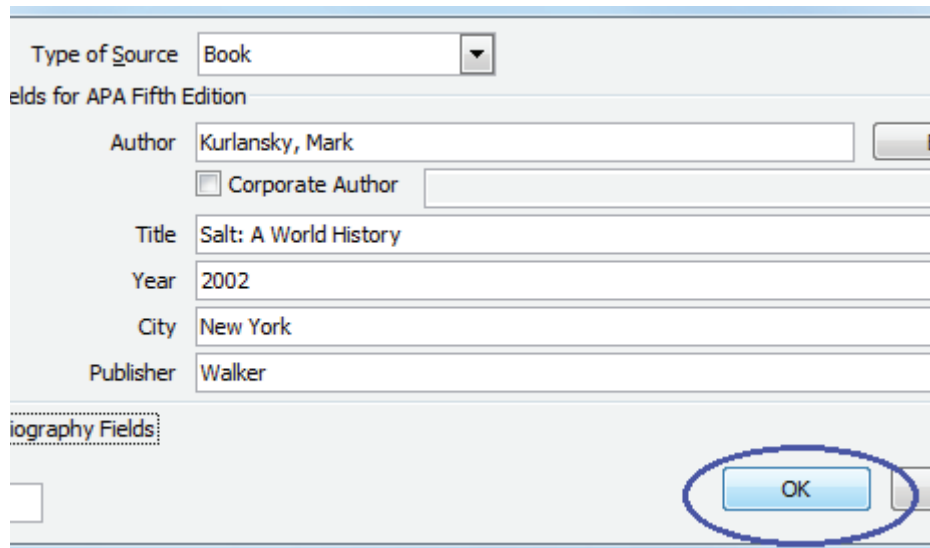 Type of Source Book
elds for APA Fifth Edition
Author Kurlansky, Mark
Corporate Author
Title Salt: A World History
Year 2002
City New York
Publisher Walker
iography Fields
OK